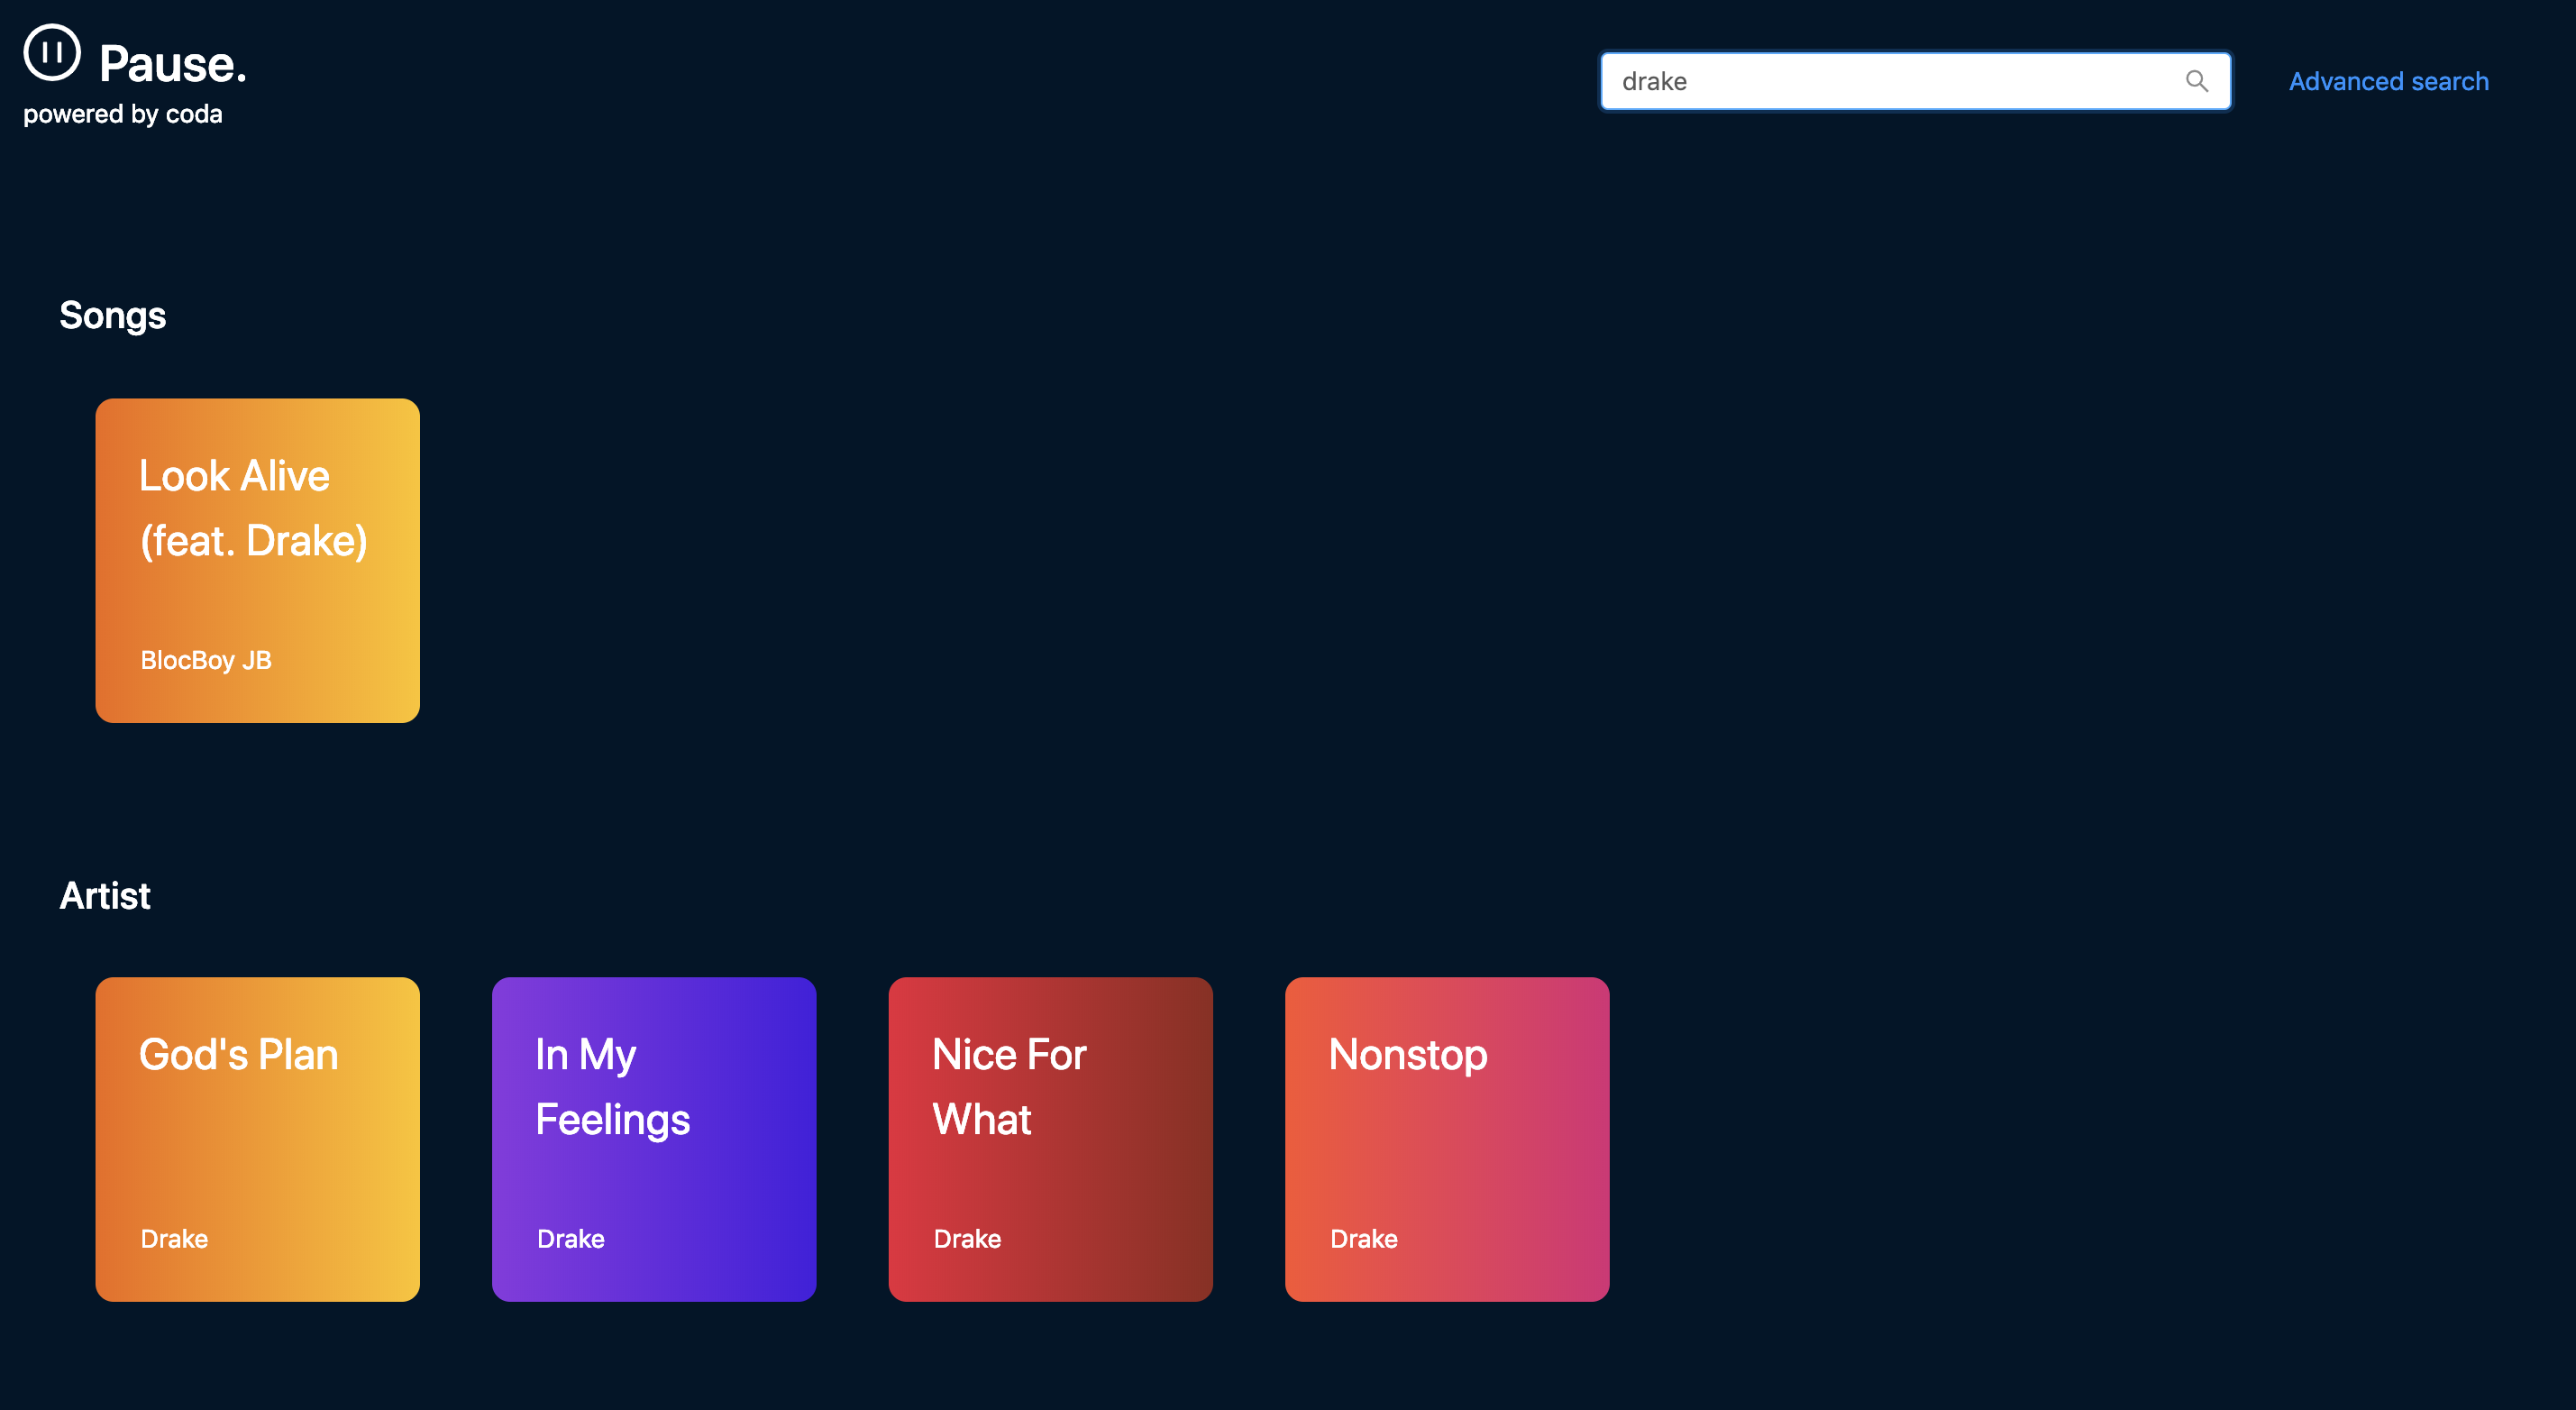 Pause.
powered by coda
drake
Advanced search
Songs
Look Alive
(feat. Drake)
BlocBoy JB
Artist
God's Plan
Drake
In My
Feelings
Drake
Nice For
What
Drake
Nonstop
Drake